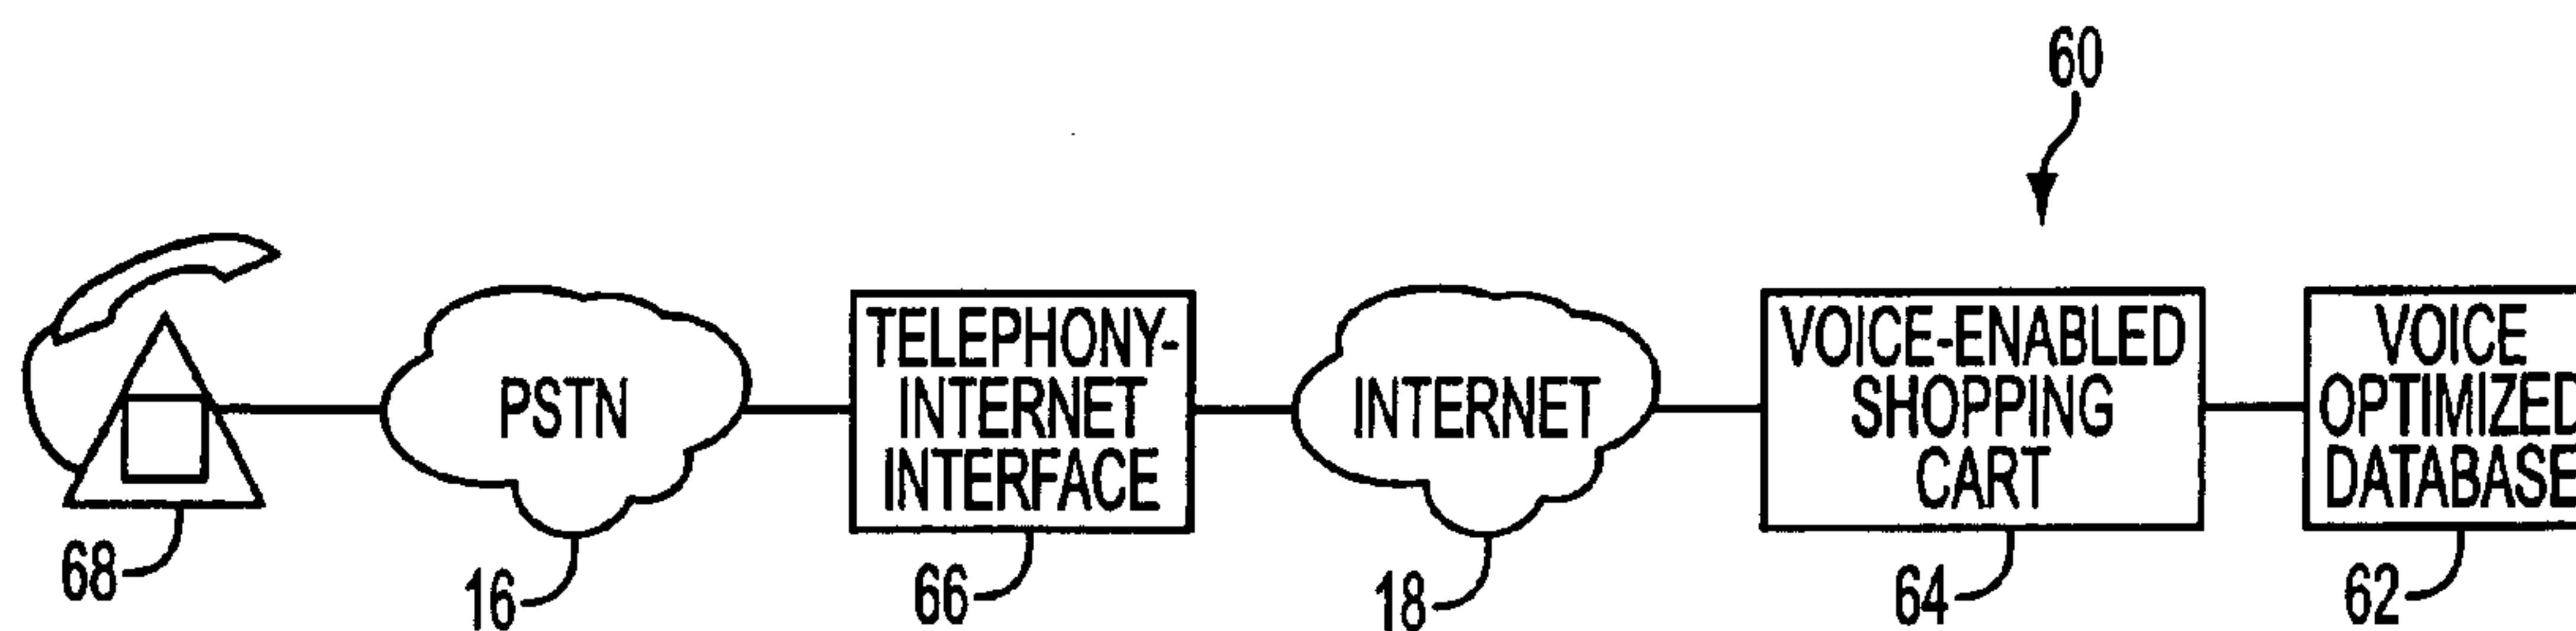 60
PSTN
TELEPHONY-
INTERNET
INTERFACE
INTERNET
VOICE-ENABLED
SHOPPING
CART
VOICE
OPTIMIZED
DATABASE
68
16
66
18
64
62